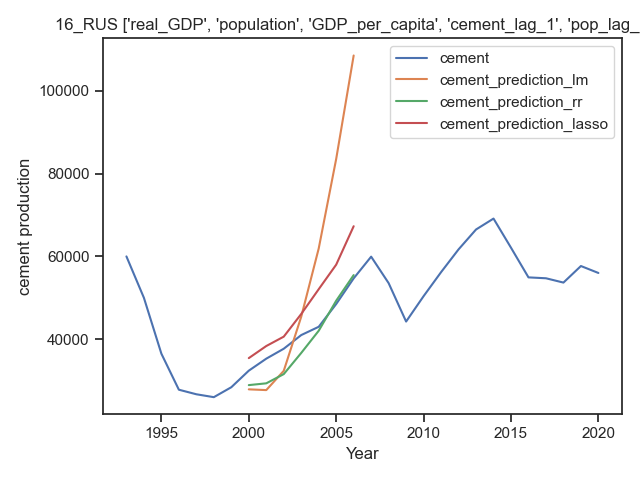 16_RUS ['real_GDP', 'population', 'GDP_per_capita', 'cement_lag_1', 'pop_lag_
cement
cement_prediction_lm
cement_prediction_rr
cement_prediction_lasso
100000
80000
60000
40000
cement production
1995
2000
2005
2010
2015
2020
Year